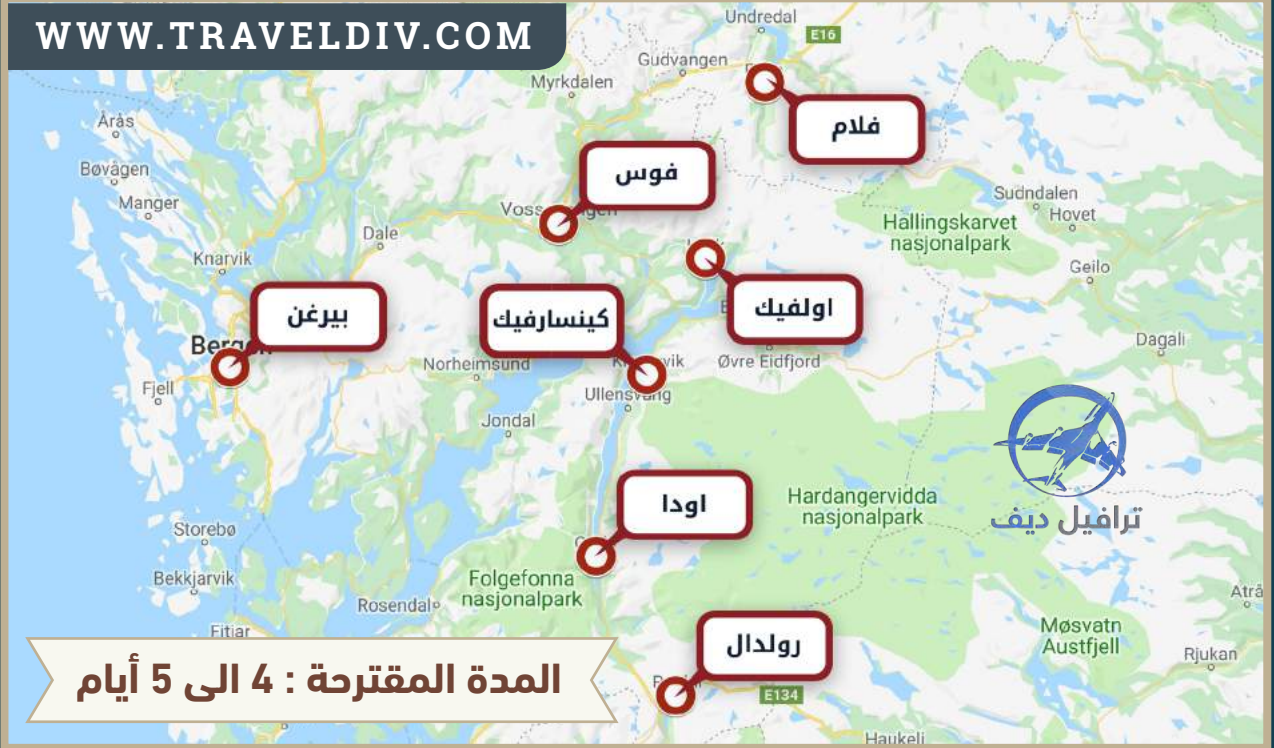 WWW.TRAVELDIV.COM
Undredal
E16
Gudvangen
Myrkdalen
فلام
Årås
فوس
Bøvågen
Manger
Voss
Sudndalen
Hovet
Hallingskarvet
nasjonalpark
Dale
Knarvik
Geilo
اولفيك
كينسارفيك
بيرغن
Bergen
Dagali
Norheimsund
Øvre Eidfjord
Fjell
Ullensvang
Jondal
اودا
Hardangervidda
nasjonalpark
ترافيل ديف
Storebø
Bekkjarvik
Folgefonna
nasjonalpark
Rosendal
Atrå
Fitjar
رولدال
Møsvatn
Austfjell
Rjukan
المدة المقترحة : 4 الى 5 أيام
E134
Haukeli